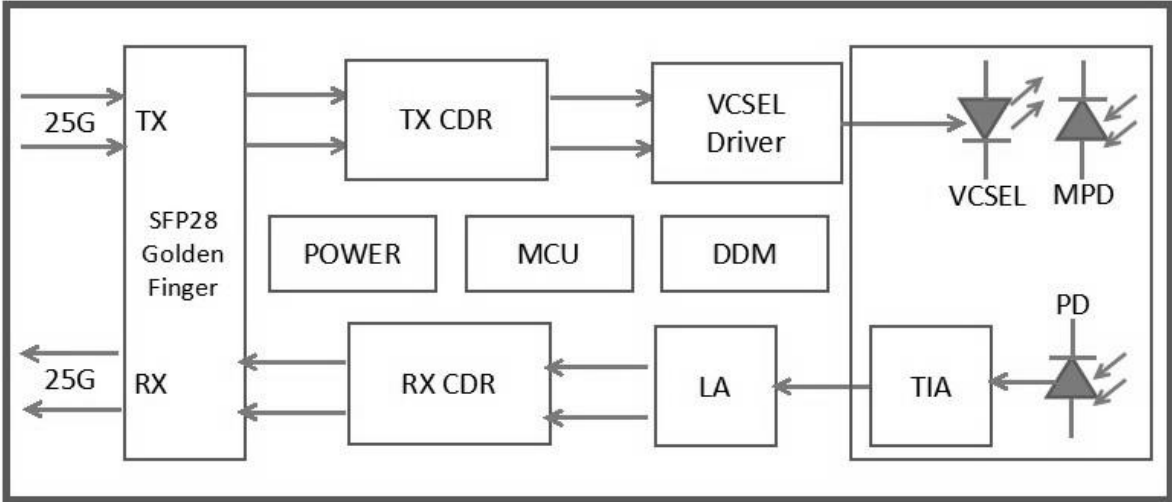 25G
TX
SFP28
Golden
Finger
25G
RX
TX CDR
VCSEL
Driver
VCSEL
MPD
POWER
MCU
DDM
RX CDR
LA
TIA
PD